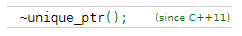 ~unique_ptr(); (since C++11)